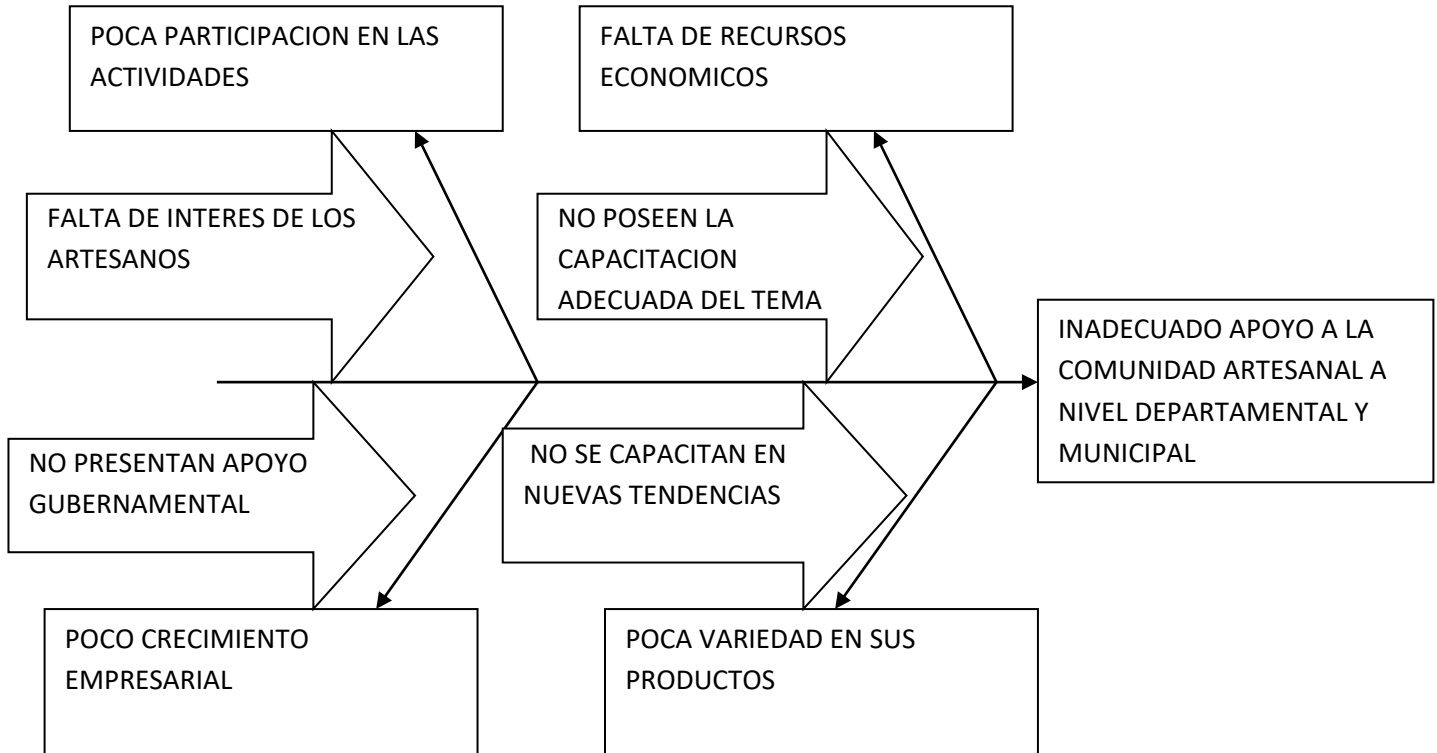 POCA PARTICIPACION EN LAS
ACTIVIDADES
FALTA DE RECURSOS
ECONOMICOS
FALTA DE INTERES DE LOS
ARTESANOS
NO POSEEN LA
CAPACITACION
ADECUADA DEL TEMA
INADECUADO APOYO A LA
COMUNIDAD ARTESANAL A
NIVEL DEPARTAMENTAL Y
MUNICIPAL
NO PRESENTAN APOYO
GUBERNAMENTAL
NO SE CAPACITAN EN
NUEVAS TENDENCIAS
POCO CRECIMIENTO
EMPRESARIAL
POCA VARIEDAD EN SUS
PRODUCTOS